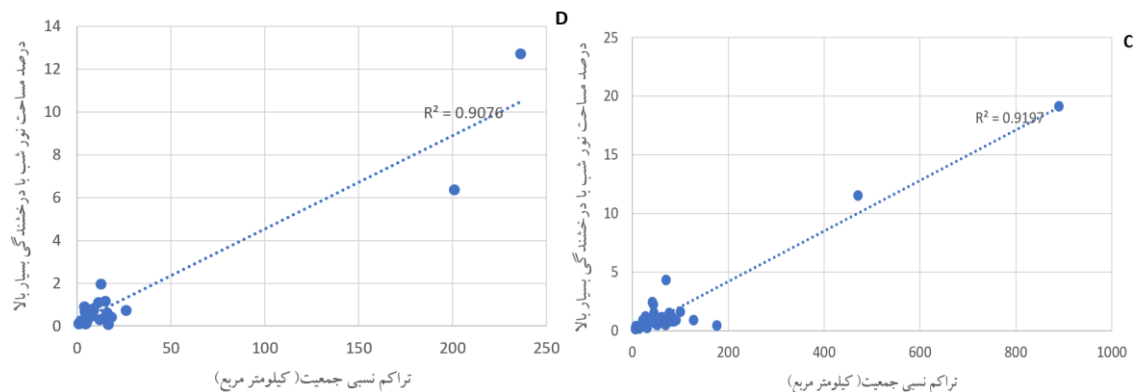 D
درصد مساحت نور شب با درخشندگی بسیار بالا
14
12
10
8
6
4
2
0
R² = 0.9076
0 50 100 150 200 250
تراکم نسبی جمعیت( کیلومتر مربع)
C
درصد مساحت نور شب با درخشندگی بسیار بالا
25
20
15
10
5
0
R² = 0.9197
0 200 400 600 800 1000
تراکم نسبی جمعیت( کیلومتر مربع)